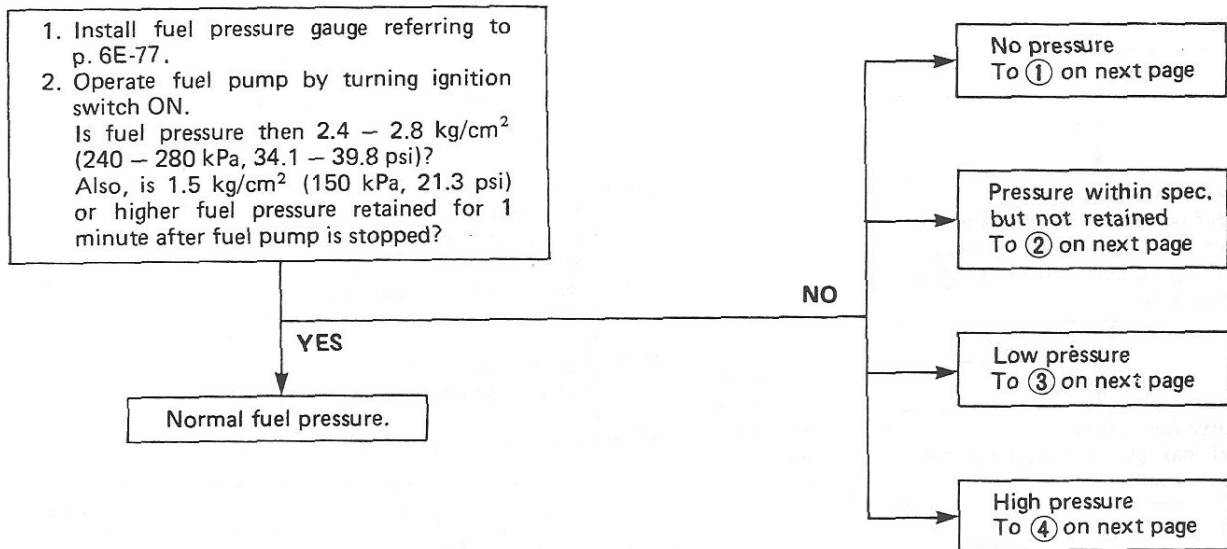 1. Install fuel pressure gauge referring to
p. 6E-77.
2. Operate fuel pump by turning ignition
switch ON.
Is fuel pressure then 2.4 – 2.8 kg/cm²
(240 – 280 kPa, 34.1 – 39.8 psi)?
Also, is 1.5 kg/cm² (150 kPa, 21.3 psi)
or higher fuel pressure retained for 1
minute after fuel pump is stopped?
YES
Normal fuel pressure.
NO
No pressure
To ① on next page
Pressure within spec.
but not retained
To ② on next page
Low pressure
To ③ on next page
High pressure
To ④ on next page